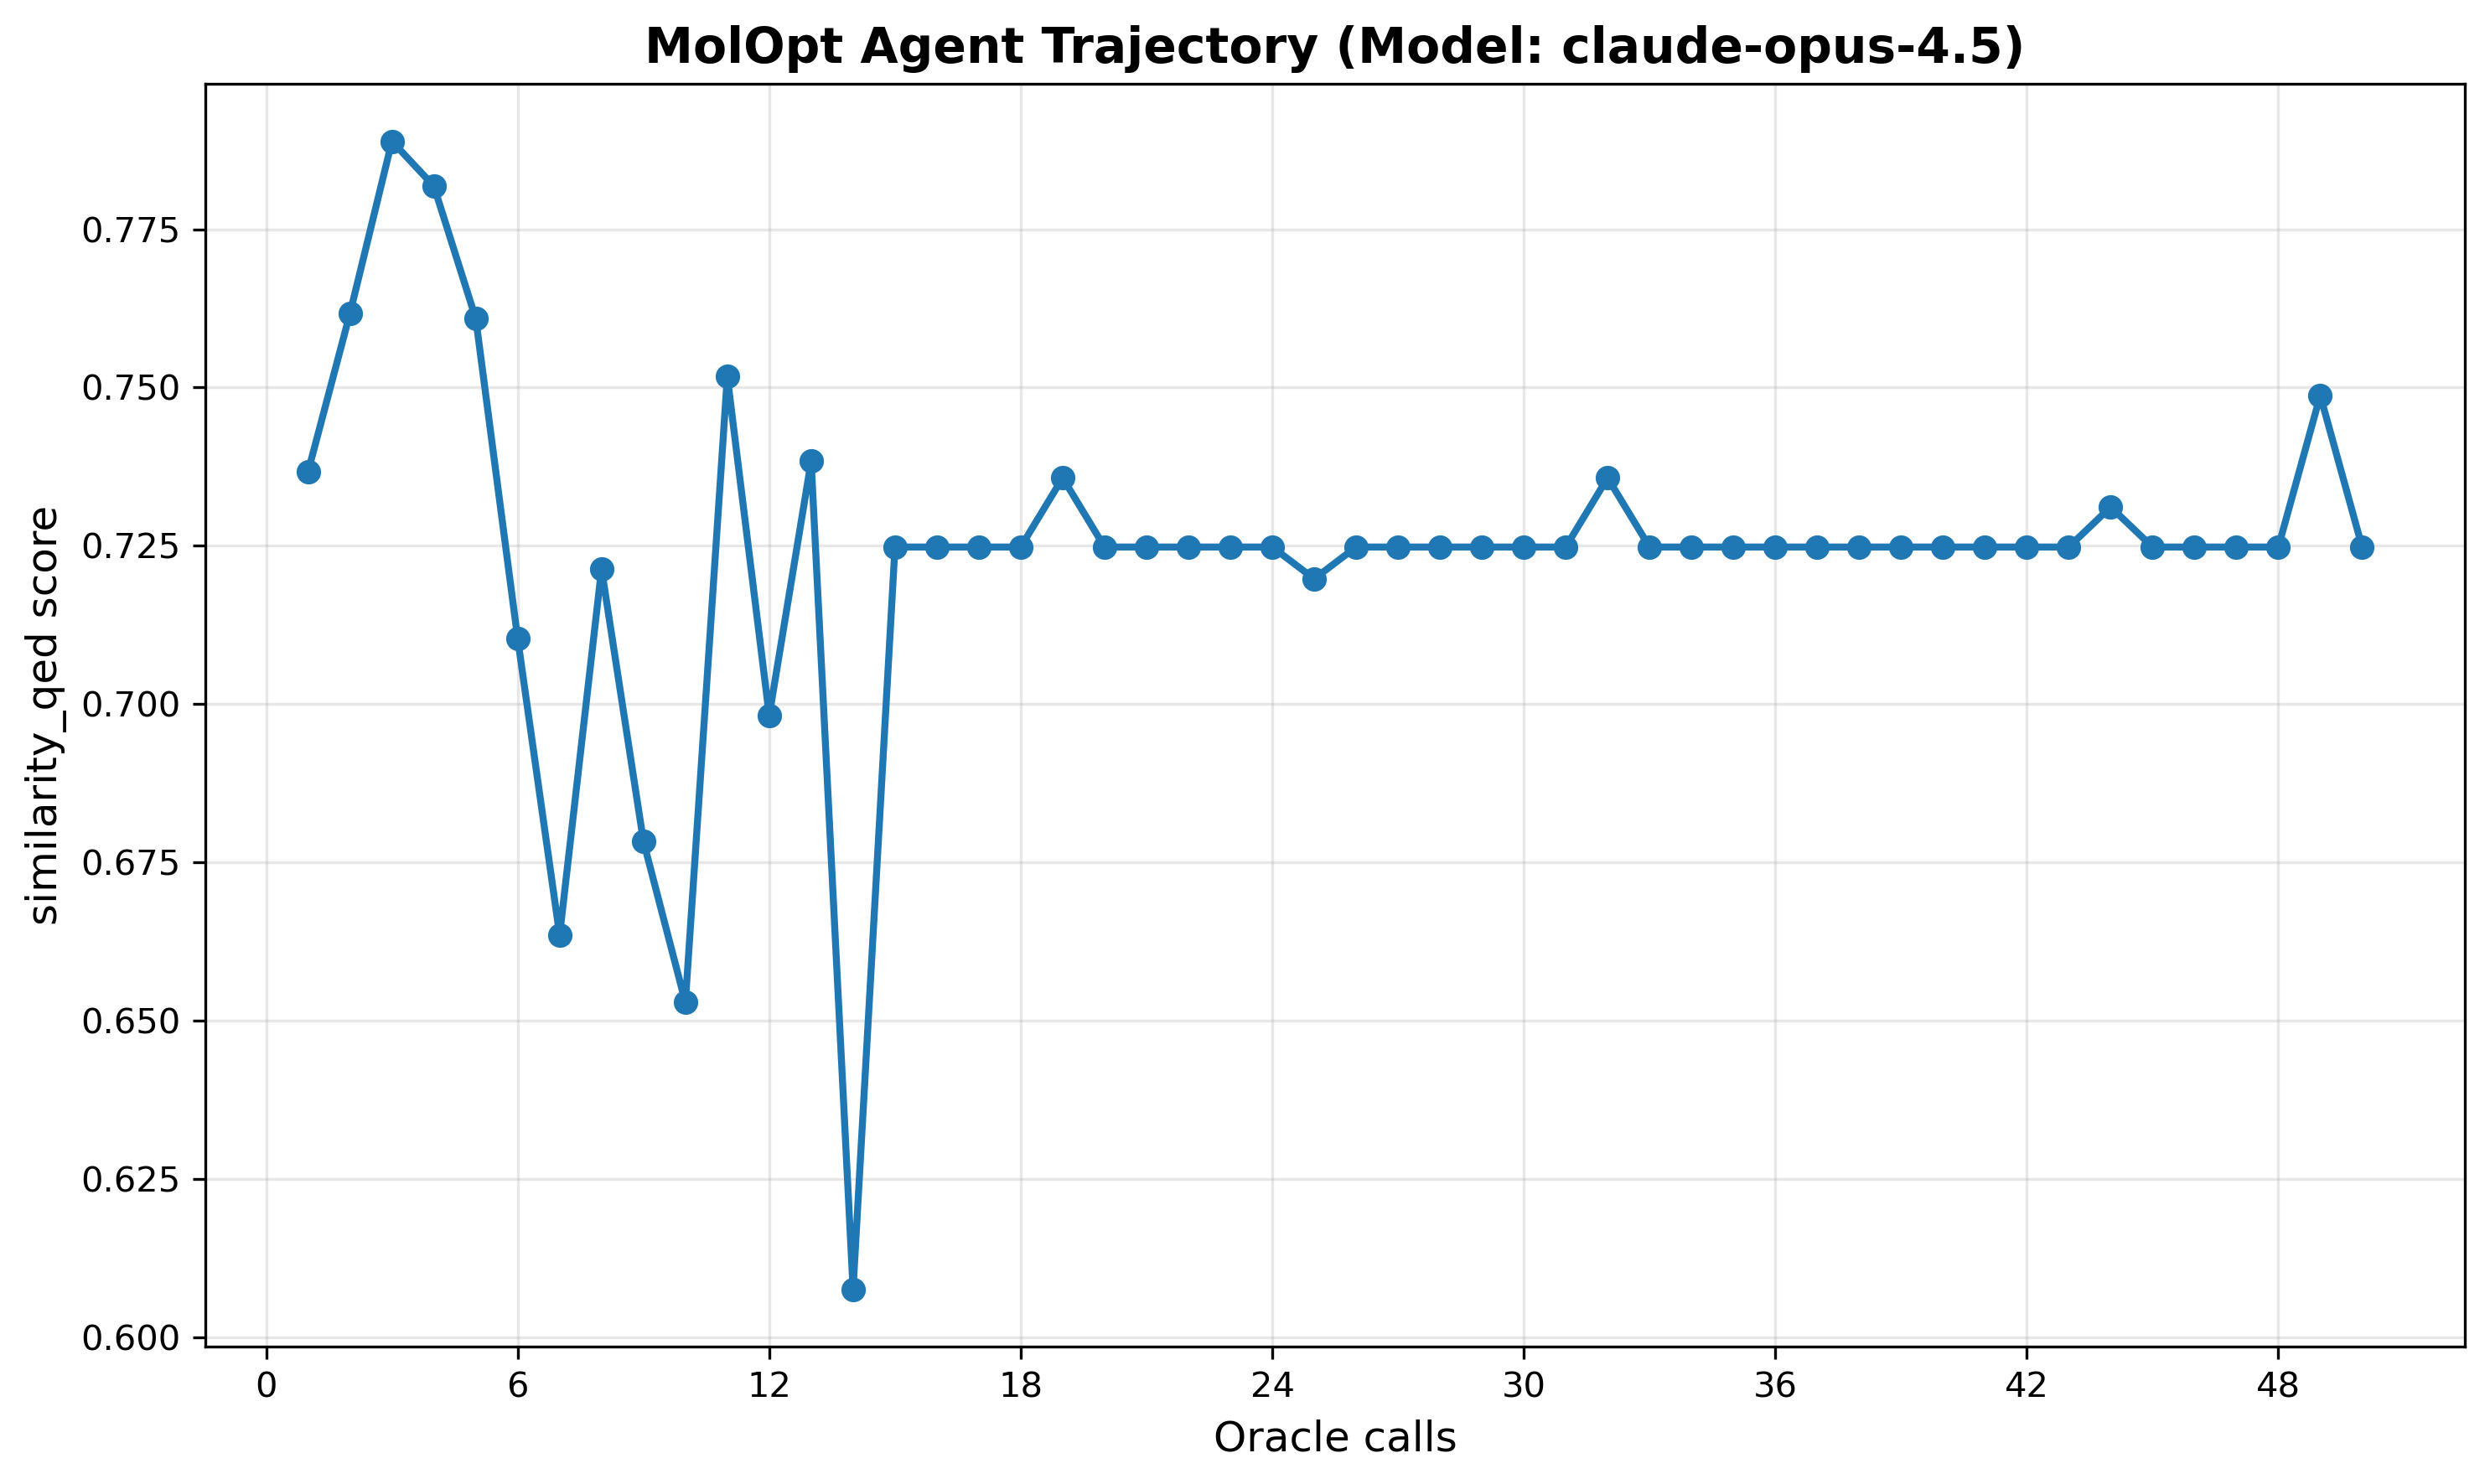 MolOpt Agent Trajectory (Model: claude-opus-4.5)
similarity_qed score
0.775
0.750
0.725
0.700
0.675
0.650
0.625
0.600
0 6 12 18 24 30 36 42 48
Oracle calls